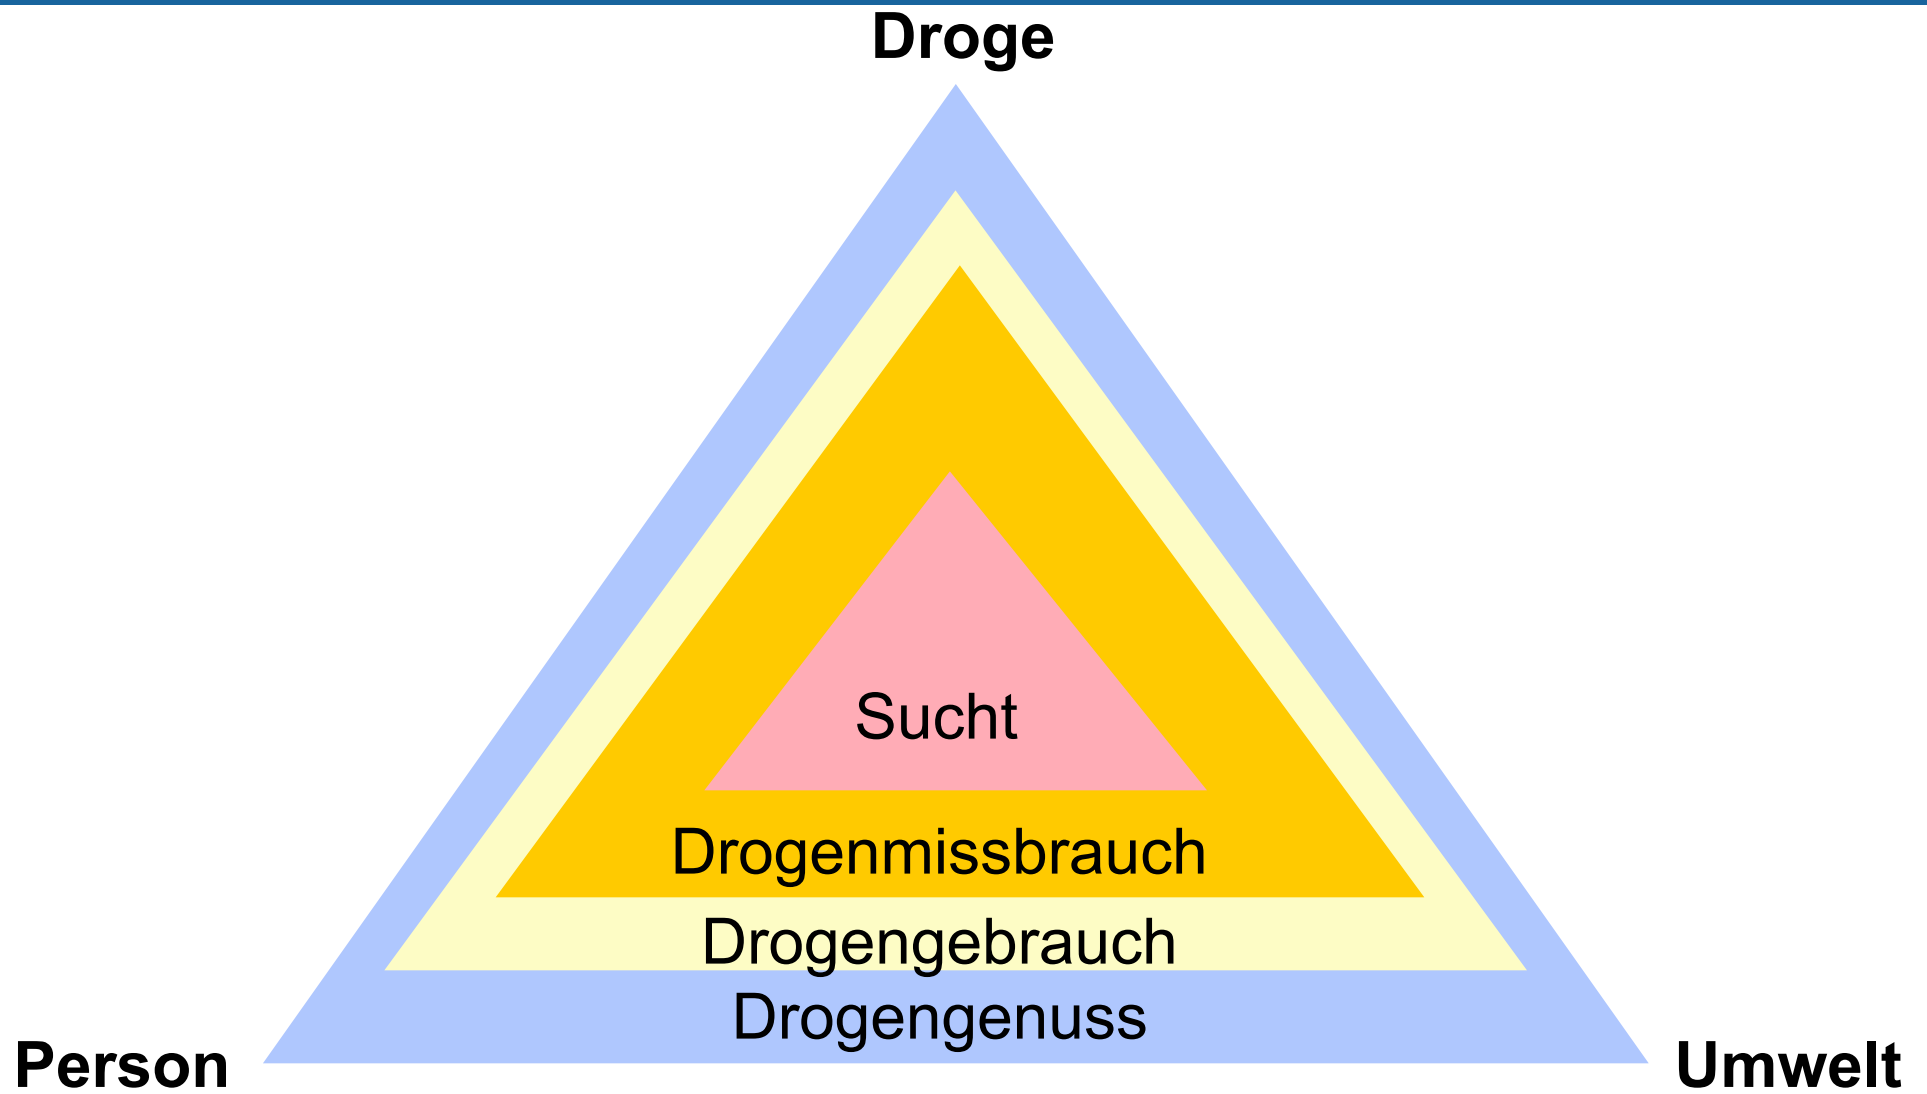 Droge
Sucht
Drogenmissbrauch
Drogengebrauch
Drogengenuss
Person
Umwelt